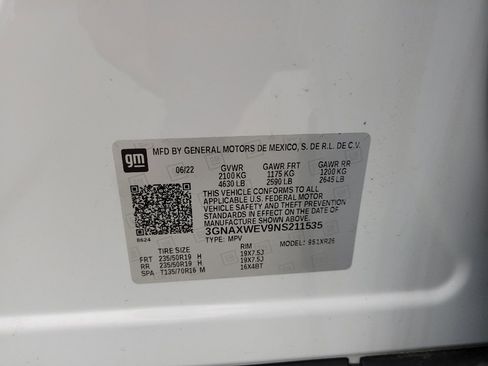 gm
MFD BY GENERAL MOTORS DE MEXICO, S. DE R.L. DE C.V.
06/22 GVWR GAWR FRT GAWR RR
2100 KG 1175 KG 1200 KG
4630 LB 2590 LB 2645 LB
THIS VEHICLE CONFORMS TO ALL
APPLICABLE U.S. FEDERAL MOTOR
VEHICLE SAFETY AND THEFT
PREVENTION STANDARDS IN EFFECT
ON THE DATE OF
MANUFACTURE SHOWN ABOVE.
3GNAXWEV9NS211535
8624 TYPE: MPV MODEL: 951XR26
TIRE SIZE RIM
FRT 235/50R19 H 19X7.5J
RR 235/50R19 H 19X7.5J
SPA T135/70R16 M 16X4BT